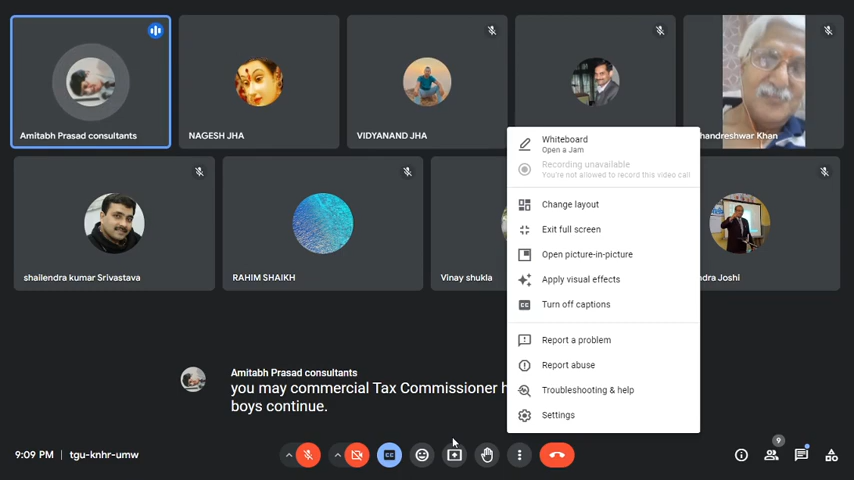 Amitabh Prasad consultants
NAGESH JHA
VIDYANAND JHA
handreshwar Khan
shailendra kumar Srivastava
RAHIM SHAIKH
Vinay shukla
ndra Joshi
Whiteboard
Open a Jam
Recording unavailable
You're not allowed to record this video call
Change layout
Exit full screen
Open picture-in-picture
Apply visual effects
Turn off captions
Report a problem
Report abuse
Troubleshooting & help
Settings
Amitabh Prasad consultants
you may commercial Tax Commissioner h
boys continue.
9:09 PM | tgu-knhr-umw
CC
9